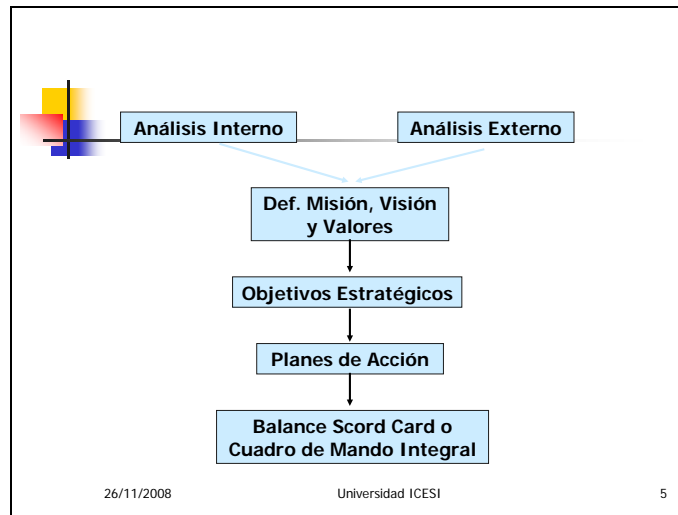 Análisis Interno
Análisis Externo
Def. Misión, Visión
y Valores
Objetivos Estratégicos
Planes de Acción
Balance Scord Card o
Cuadro de Mando Integral
26/11/2008
Universidad ICESI
5